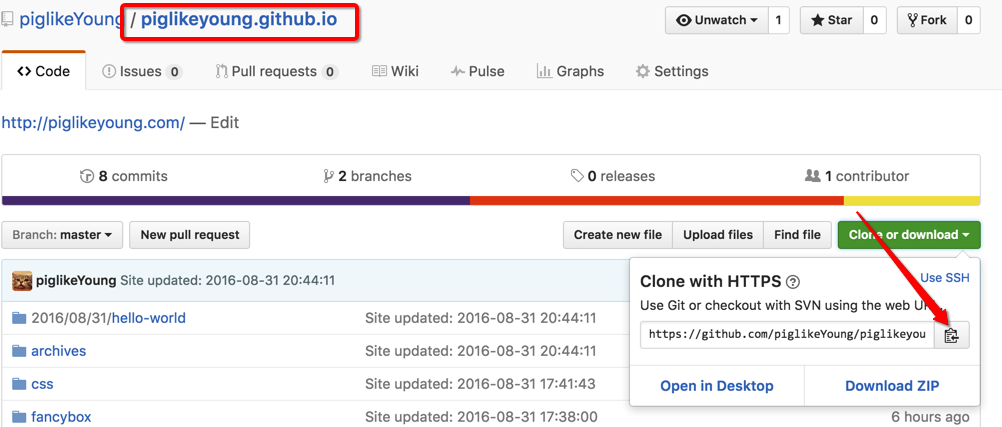 piglikeYoung / piglikeyoung.github.io
Unwatch 1 Star 0 Fork 0
Code Issues 0 Pull requests 0 Wiki Pulse Graphs Settings
http://piglikeyoung.com/ — Edit
8 commits 2 branches 0 releases 1 contributor
Branch: master New pull request Create new file Upload files Find file Clone or download
piglikeYoung Site updated: 2016-08-31 20:44:11
Clone with HTTPS Use SSH
Use Git or checkout with SVN using the web
https://github.com/piglikeYoung/piglikeyou
Open in Desktop Download ZIP
2016/08/31/hello-world Site updated: 2016-08-31 20:44:11
archives Site updated: 2016-08-31 20:44:11
css Site updated: 2016-08-31 17:41:43
fancybox Site updated: 2016-08-31 17:38:00 6 hours ago